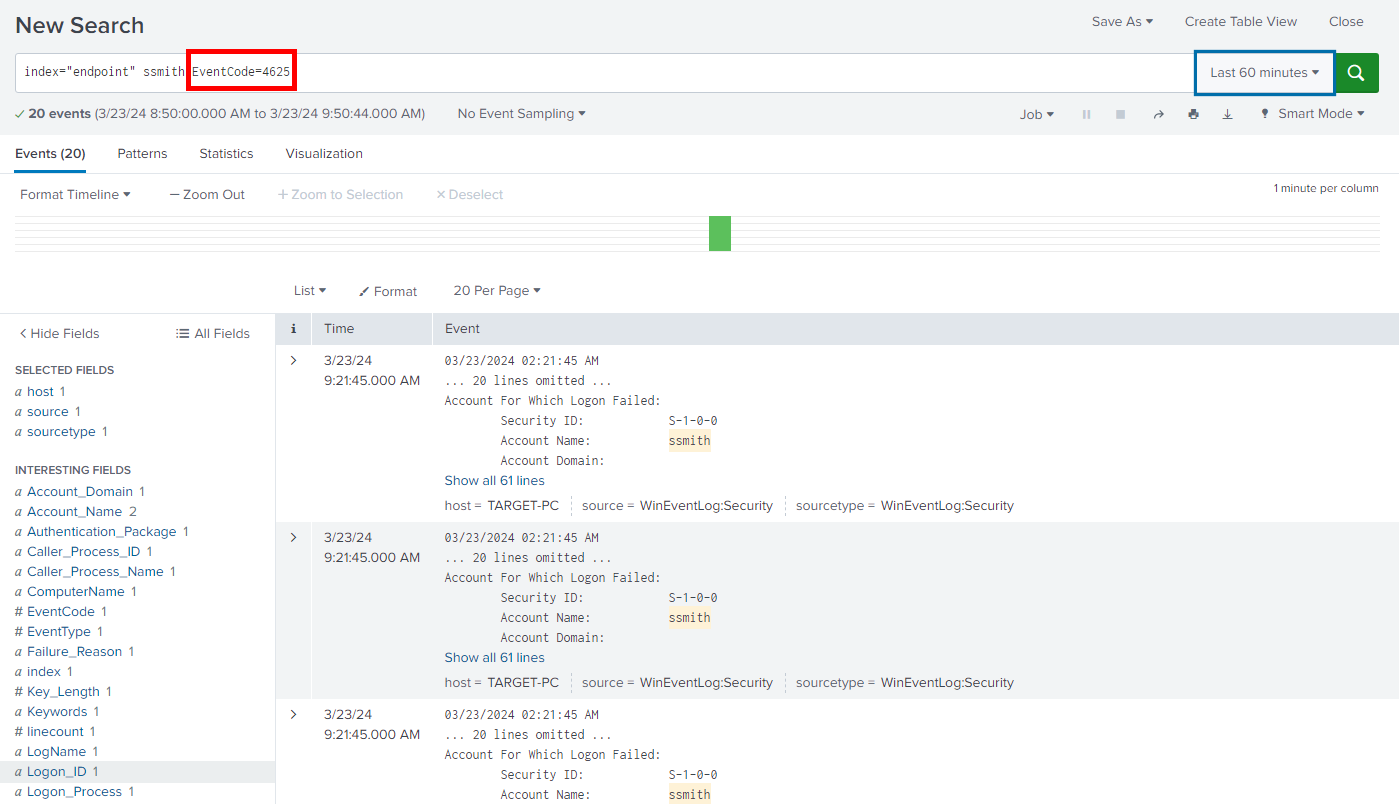 New Search
Save As Create Table View Close
index="endpoint" ssmith EventCode=4625
Last 60 minutes
20 events (3/23/24 8:50:00.000 AM to 3/23/24 9:50:44.000 AM) No Event Sampling
Job Smart Mode
Events (20) Patterns Statistics Visualization
Format Timeline — Zoom Out + Zoom to Selection × Deselect
1 minute per column
List Format 20 Per Page
< Hide Fields All Fields
i Time Event
SELECTED FIELDS
a host 1
a source 1
a sourcetype 1
INTERESTING FIELDS
a Account_Domain 1
a Account_Name 2
a Authentication_Package 1
a Caller_Process_ID 1
a Caller_Process_Name 1
a ComputerName 1
# EventCode 1
# EventType 1
a Failure_Reason 1
a index 1
# Key_Length 1
a Keywords 1
# linecount 1
a LogName 1
a Logon_ID 1
a Logon_Process 1
> 3/23/24
9:21:45.000 AM
03/23/2024 02:21:45 AM
... 20 lines omitted ...
Account For Which Logon Failed:
Security ID: S-1-0-0
Account Name: ssmith
Account Domain:
Show all 61 lines
host = TARGET-PC source = WinEventLog:Security sourcetype = WinEventLog:Security
> 3/23/24
9:21:45.000 AM
03/23/2024 02:21:45 AM
... 20 lines omitted ...
Account For Which Logon Failed:
Security ID: S-1-0-0
Account Name: ssmith
Account Domain:
Show all 61 lines
host = TARGET-PC source = WinEventLog:Security sourcetype = WinEventLog:Security
> 3/23/24
9:21:45.000 AM
03/23/2024 02:21:45 AM
... 20 lines omitted ...
Account For Which Logon Failed:
Security ID: S-1-0-0
Account Name: ssmith